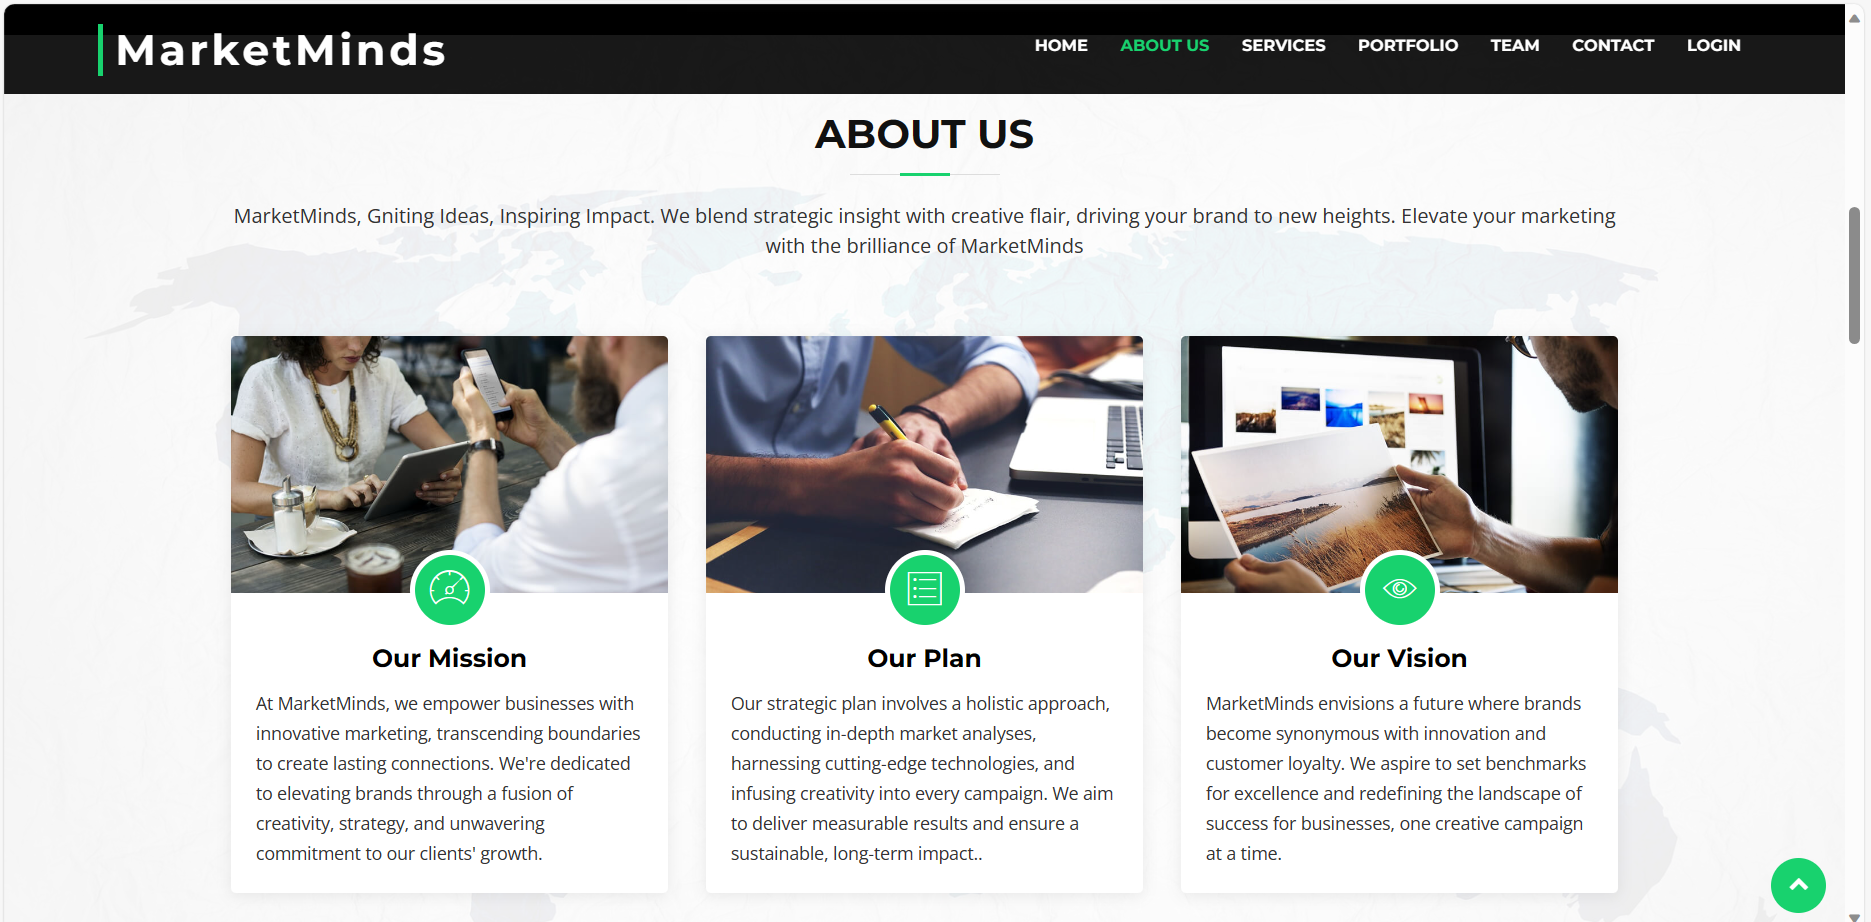 MarketMinds
HOME ABOUT US SERVICES PORTFOLIO TEAM CONTACT LOGIN
ABOUT US
MarketMinds, Gniting Ideas, Inspiring Impact. We blend strategic insight with creative flair, driving your brand to new heights. Elevate your marketing
with the brilliance of MarketMinds
Our Mission
At MarketMinds, we empower businesses with
innovative marketing, transcending boundaries
to create lasting connections. We're dedicated
to elevating brands through a fusion of
creativity, strategy, and unwavering
commitment to our clients' growth.
Our Plan
Our strategic plan involves a holistic approach,
conducting in-depth market analyses,
harnessing cutting-edge technologies, and
infusing creativity into every campaign. We aim
to deliver measurable results and ensure a
sustainable, long-term impact..
Our Vision
MarketMinds envisions a future where brands
become synonymous with innovation and
customer loyalty. We aspire to set benchmarks
for excellence and redefining the landscape of
success for businesses, one creative campaign
at a time.